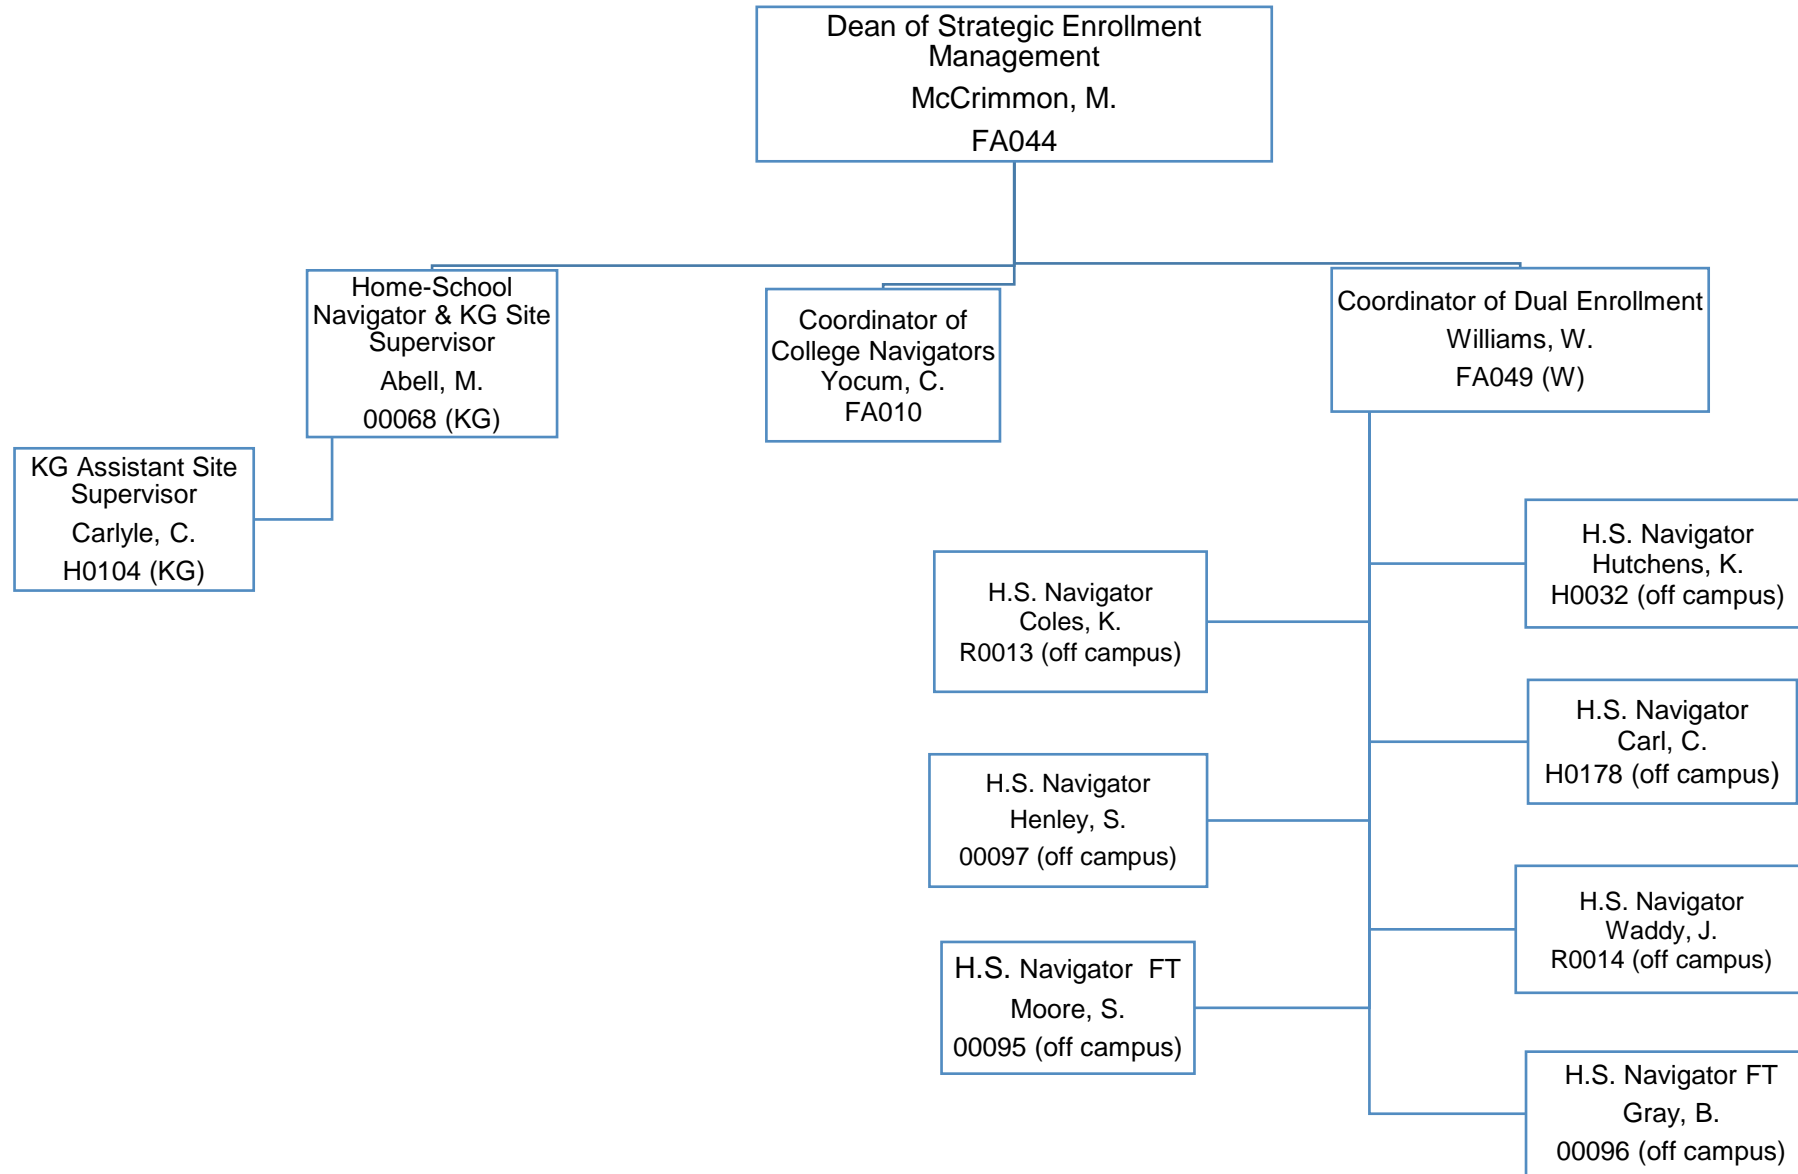 Dean of Strategic Enrollment
Management
McCrimmon, M.
FA044
Home-School
Navigator & KG Site
Supervisor
Abell, M.
00068 (KG)
Coordinator of
College Navigators
Yocum, C.
FA010
Coordinator of Dual Enrollment
Williams, W.
FA049 (W)
KG Assistant Site
Supervisor
Carlyle, C.
H0104 (KG)
H.S. Navigator
Hutchens, K.
H0032 (off campus)
H.S. Navigator
Coles, K.
R0013 (off campus)
H.S. Navigator
Carl, C.
H0178 (off campus)
H.S. Navigator
Henley, S.
00097 (off campus)
H.S. Navigator
Waddy, J.
R0014 (off campus)
H.S. Navigator  FT
Moore, S.
00095 (off campus)
H.S. Navigator FT
Gray, B.
00096 (off campus)